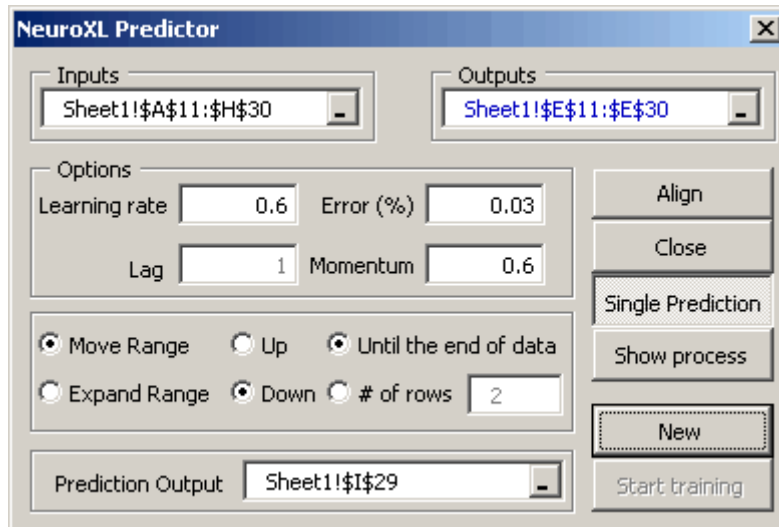 NeuroXL Predictor
Inputs
Outputs
Sheet1!$A$11:$H$30
Sheet1!$E$11:$E$30
Options
Learning rate 0.6 Error (%) 0.03
Lag 1 Momentum 0.6
Align
Close
Single Prediction
Show process
Move Range Up Until the end of data
Expand Range Down # of rows 2
New
Start training
Prediction Output Sheet1!$I$29